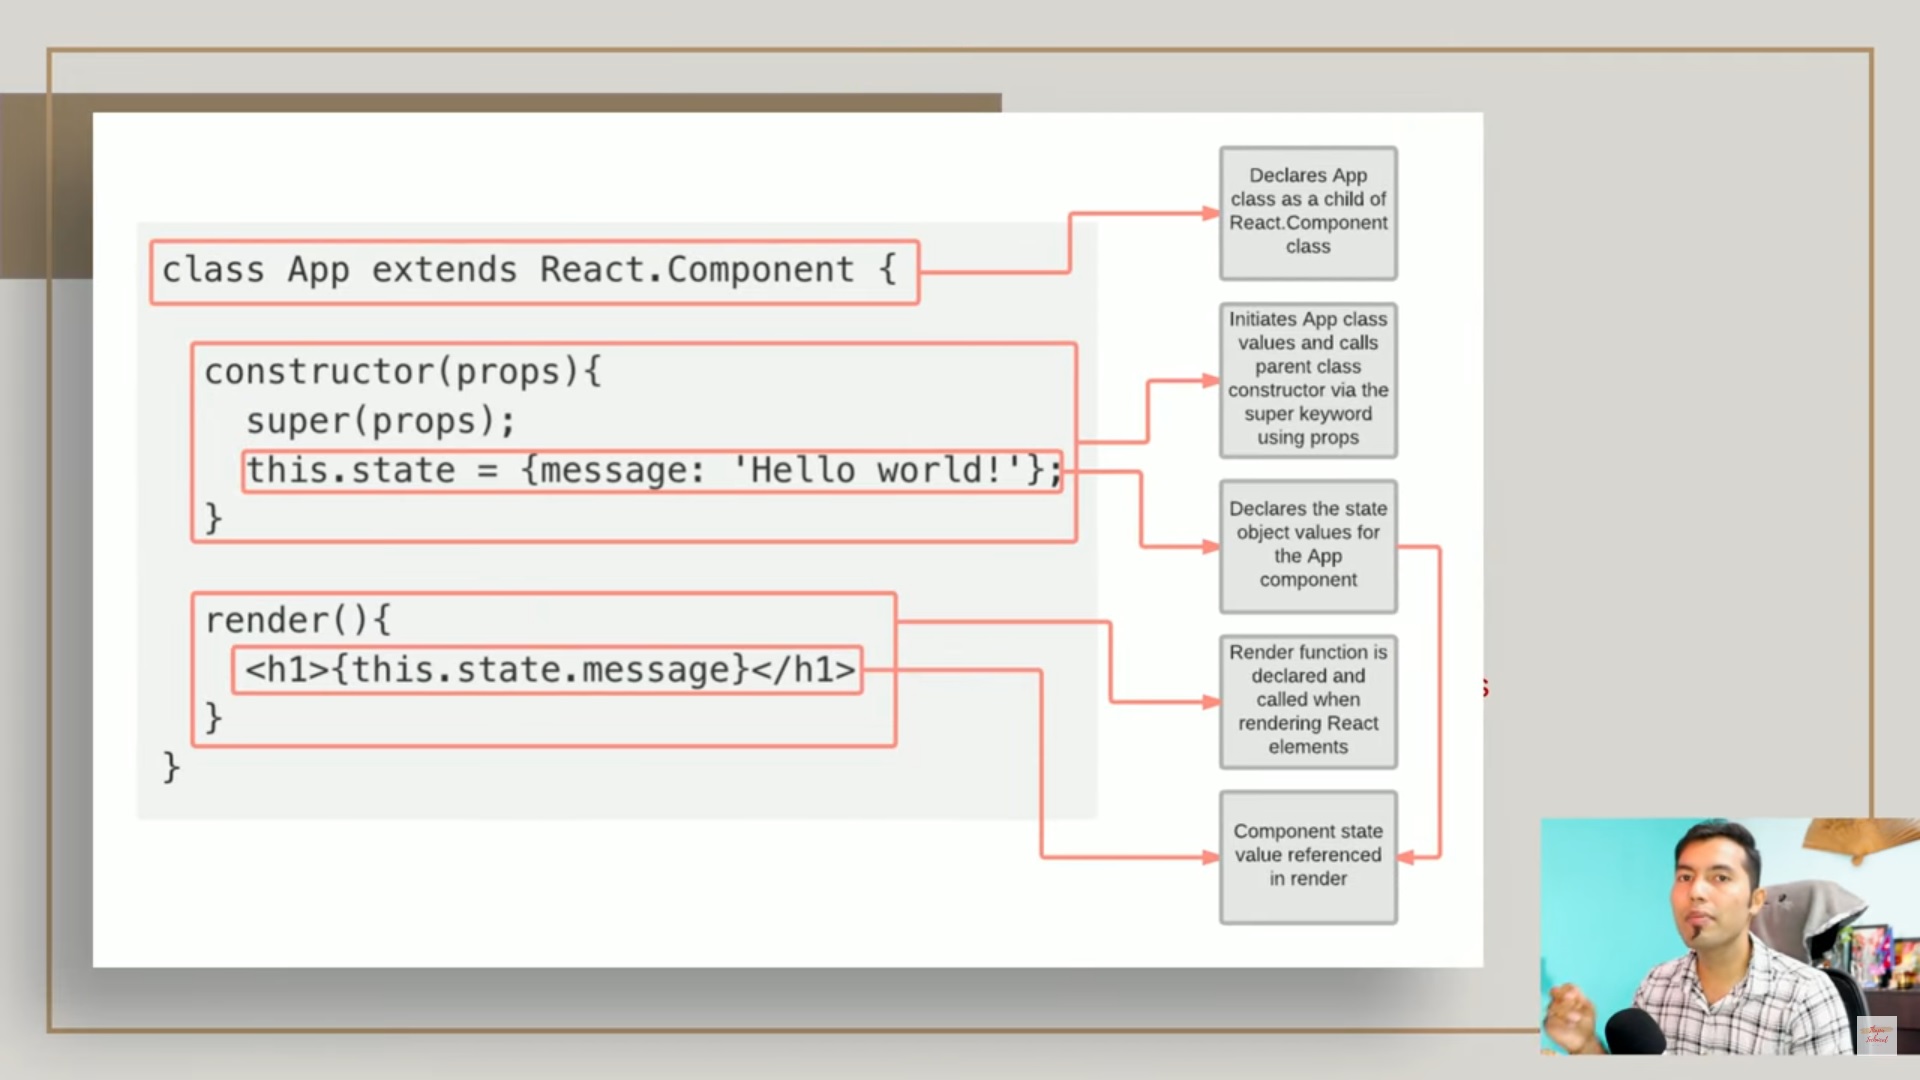 class App extends React.Component {
constructor(props){
super(props);
this.state = {message: 'Hello world!'};
}
render(){
<h1>{this.state.message}</h1>
}
}
Declares App
class as a child of
React.Component
class
Initiates App class
values and calls
parent class
constructor via the
super keyword
using props
Declares the state
object values for
the App
component
Render function is
declared and
called when
rendering React
elements
Component state
value referenced
in render
s